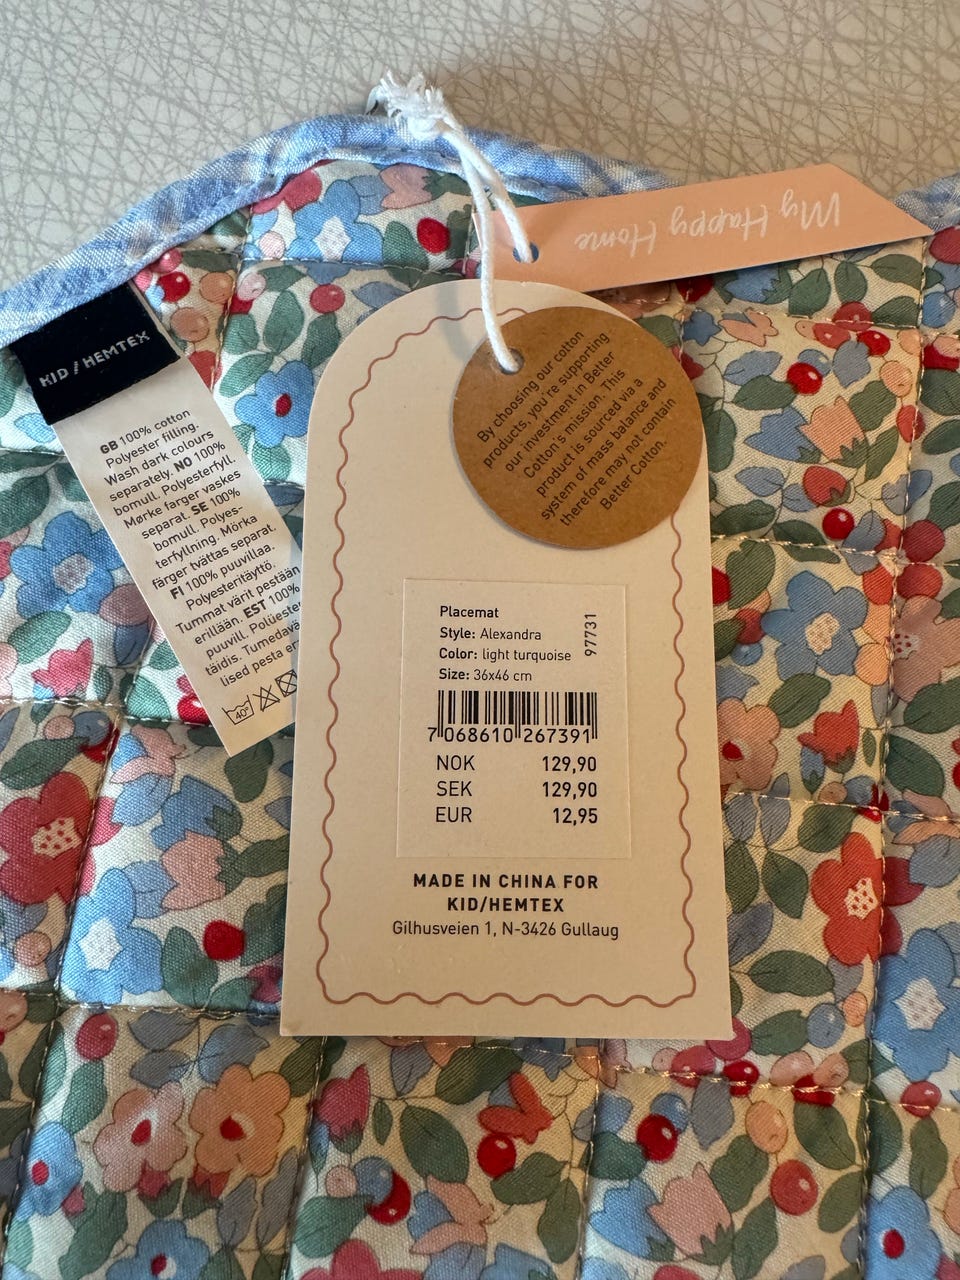 My Happy Home
KID / HEMTEX
GB 100% cotton
Polyester filling.
Wash dark colours
separately. NO 100%
bomull. Polyesterfyll.
Mørke farger vaskes
separat. SE 100%
bomull. Polyes-
terfyllning. Mörka
färger tvättas separat.
FI 100% puuvillaa.
Polyesteritäyttö.
Tummat värit pestään
erillään. EST 100%
puuvill. Polüester
täidis. Tumedavä
lised pesta er
40°
By choosing our cotton
products, you're supporting
our investment in Better
Cotton's mission. This
product is sourced via a
system of mass balance and
therefore may not contain
Better Cotton.
Placemat
Style: Alexandra
Color: light turquoise
Size: 36x46 cm
97731
7 068610 267391
NOK 129,90
SEK 129,90
EUR 12,95
MADE IN CHINA FOR
KID/HEMTEX
Gilhusveien 1, N-3426 Gullaug